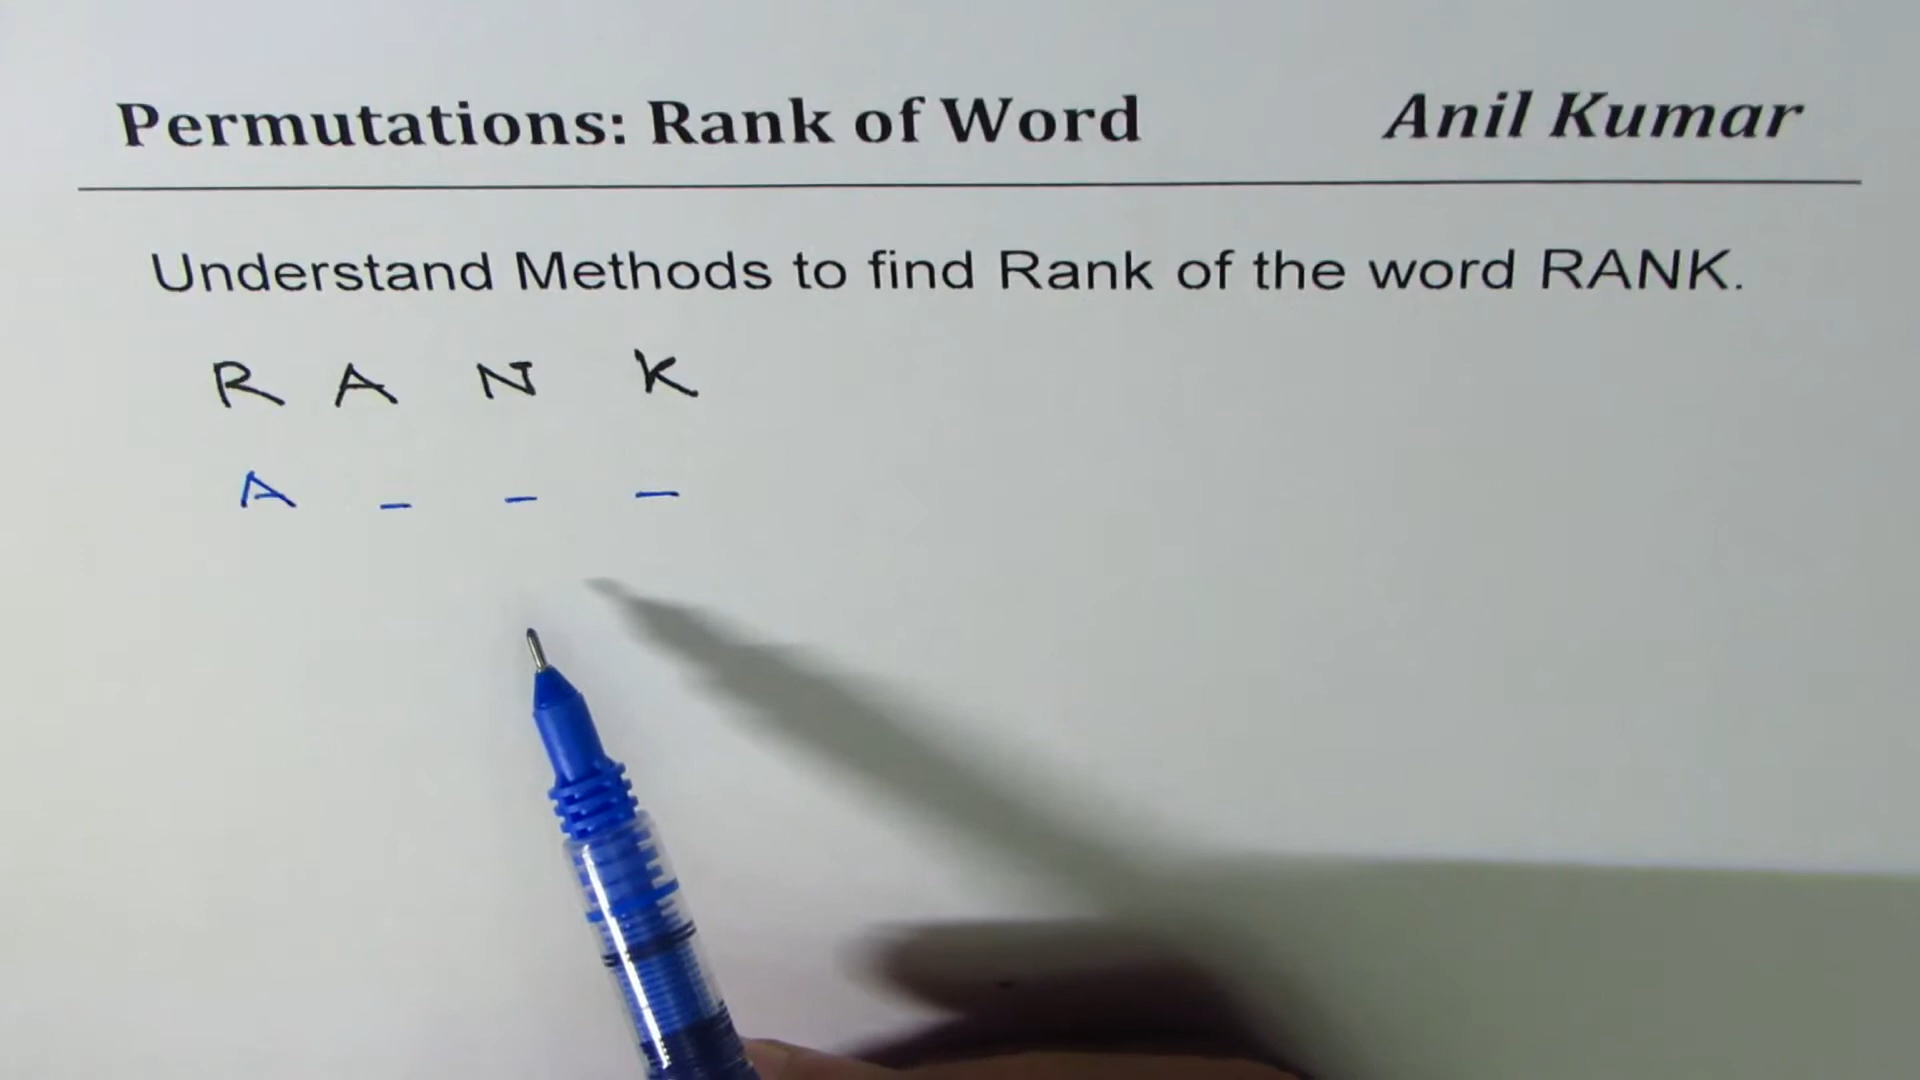 Permutations: Rank of Word Anil Kumar
Understand Methods to find Rank of the word RANK.
R A N K
A _ _ _